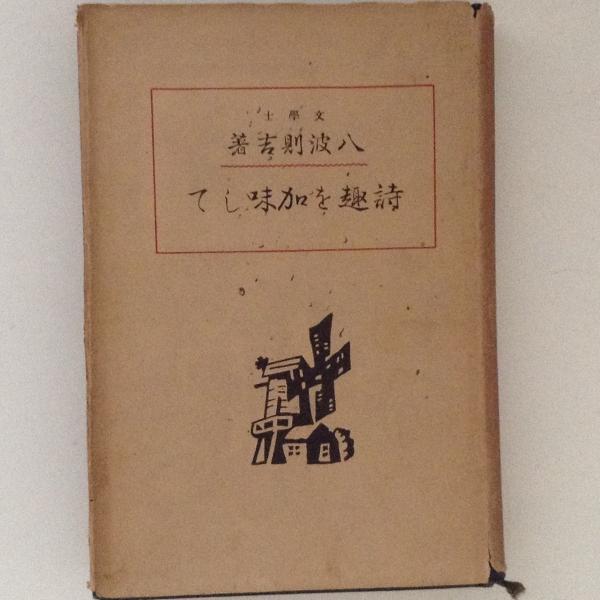 文學士
八波則吉著
詩趣を加味して